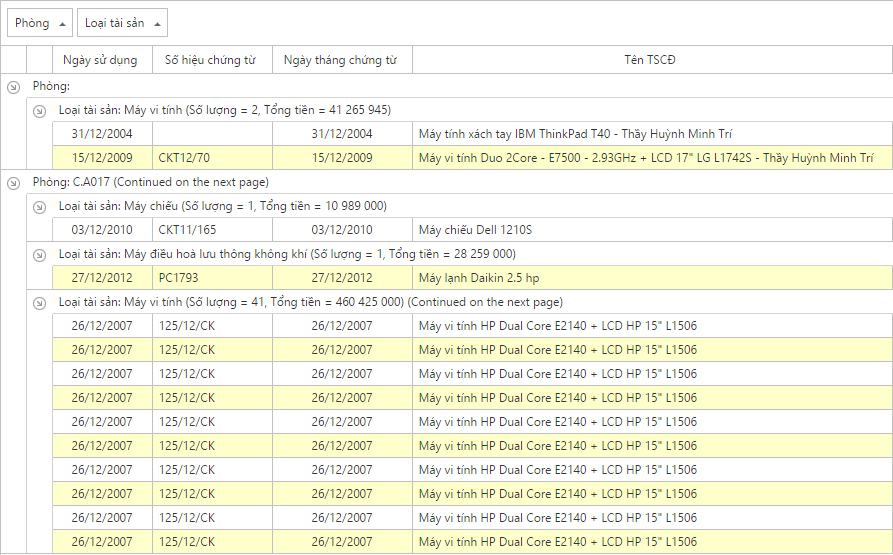 Phòng Loại tài sản
Ngày sử dụng Số hiệu chứng từ Ngày tháng chứng từ Tên TSCĐ
Phòng:
Loại tài sản: Máy vi tính (Số lượng = 2, Tổng tiền = 41 265 945)
31/12/2004 31/12/2004 Máy tính xách tay IBM ThinkPad T40 - Thầy Huỳnh Minh Trí
15/12/2009 CKT12/70 15/12/2009 Máy vi tính Duo 2Core - E7500 - 2.93GHz + LCD 17" LG L1742S - Thầy Huỳnh Minh Trí
Phòng: C.A017 (Continued on the next page)
Loại tài sản: Máy chiếu (Số lượng = 1, Tổng tiền = 10 989 000)
03/12/2010 CKT11/165 03/12/2010 Máy chiếu Dell 1210S
Loại tài sản: Máy điều hoà lưu thông không khí (Số lượng = 1, Tổng tiền = 28 259 000)
27/12/2012 PC1793 27/12/2012 Máy lạnh Daikin 2.5 hp
Loại tài sản: Máy vi tính (Số lượng = 41, Tổng tiền = 460 425 000) (Continued on the next page)
26/12/2007 125/12/CK 26/12/2007 Máy vi tính HP Dual Core E2140 + LCD HP 15" L1506
26/12/2007 125/12/CK 26/12/2007 Máy vi tính HP Dual Core E2140 + LCD HP 15" L1506
26/12/2007 125/12/CK 26/12/2007 Máy vi tính HP Dual Core E2140 + LCD HP 15" L1506
26/12/2007 125/12/CK 26/12/2007 Máy vi tính HP Dual Core E2140 + LCD HP 15" L1506
26/12/2007 125/12/CK 26/12/2007 Máy vi tính HP Dual Core E2140 + LCD HP 15" L1506
26/12/2007 125/12/CK 26/12/2007 Máy vi tính HP Dual Core E2140 + LCD HP 15" L1506
26/12/2007 125/12/CK 26/12/2007 Máy vi tính HP Dual Core E2140 + LCD HP 15" L1506
26/12/2007 125/12/CK 26/12/2007 Máy vi tính HP Dual Core E2140 + LCD HP 15" L1506
26/12/2007 125/12/CK 26/12/2007 Máy vi tính HP Dual Core E2140 + LCD HP 15" L1506
26/12/2007 125/12/CK 26/12/2007 Máy vi tính HP Dual Core E2140 + LCD HP 15" L1506